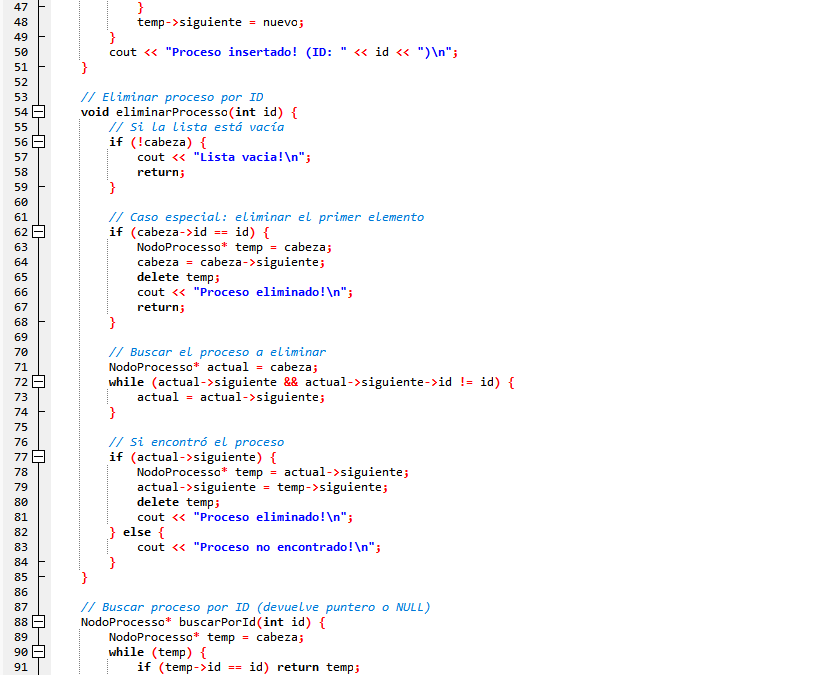 47 }
48 temp->siguiente = nuevo;
49 }
50 cout << "Proceso insertado! (ID: " << id << ")\n";
51 }
52
53 // Eliminar proceso por ID
54 void eliminarProcesso(int id) {
55 // Si la lista está vacía
56 if (!cabeza) {
57 cout << "Lista vacia!\n";
58 return;
59 }
60
61 // Caso especial: eliminar el primer elemento
62 if (cabeza->id == id) {
63 NodoProcesso* temp = cabeza;
64 cabeza = cabeza->siguiente;
65 delete temp;
66 cout << "Proceso eliminado!\n";
67 return;
68 }
69
70 // Buscar el proceso a eliminar
71 NodoProcesso* actual = cabeza;
72 while (actual->siguiente && actual->siguiente->id != id) {
73 actual = actual->siguiente;
74 }
75
76 // Si encontró el proceso
77 if (actual->siguiente) {
78 NodoProcesso* temp = actual->siguiente;
79 actual->siguiente = temp->siguiente;
80 delete temp;
81 cout << "Proceso eliminado!\n";
82 } else {
83 cout << "Proceso no encontrado!\n";
84 }
85 }
86
87 // Buscar proceso por ID (devuelve puntero o NULL)
88 NodoProcesso* buscarPorId(int id) {
89 NodoProcesso* temp = cabeza;
90 while (temp) {
91 if (temp->id == id) return temp;